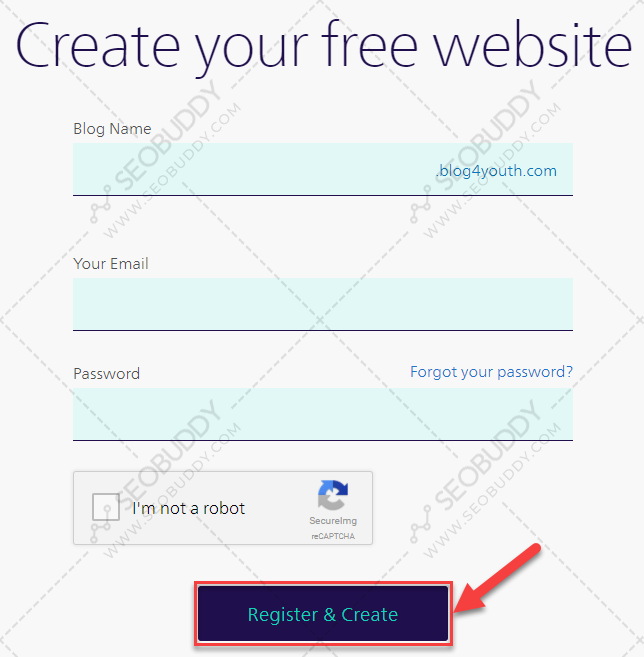 Create your free website
Blog Name
.blog4youth.com
Your Email
Password
Forgot your password?
I'm not a robot
SecureImg
reCAPTCHA
Register & Create
SEOBUDDY
WWW.SEOBUDDY.COM
SEOBUDDY
WWW.SEOBUDDY.COM
SEOBUDDY
WWW.SEOBUDDY.COM
SEOBUDDY
WWW.SEOBUDDY.COM